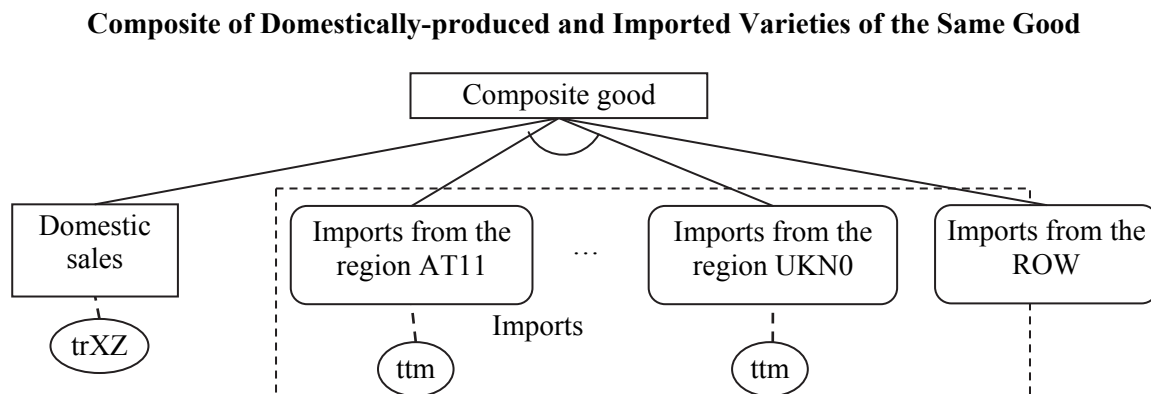 Composite of Domestically-produced and Imported Varieties of the Same Good
Composite good
Domestic
sales
Imports from the
region AT11
...
Imports from the
region UKN0
Imports from the
ROW
Imports
trXZ
ttm
ttm